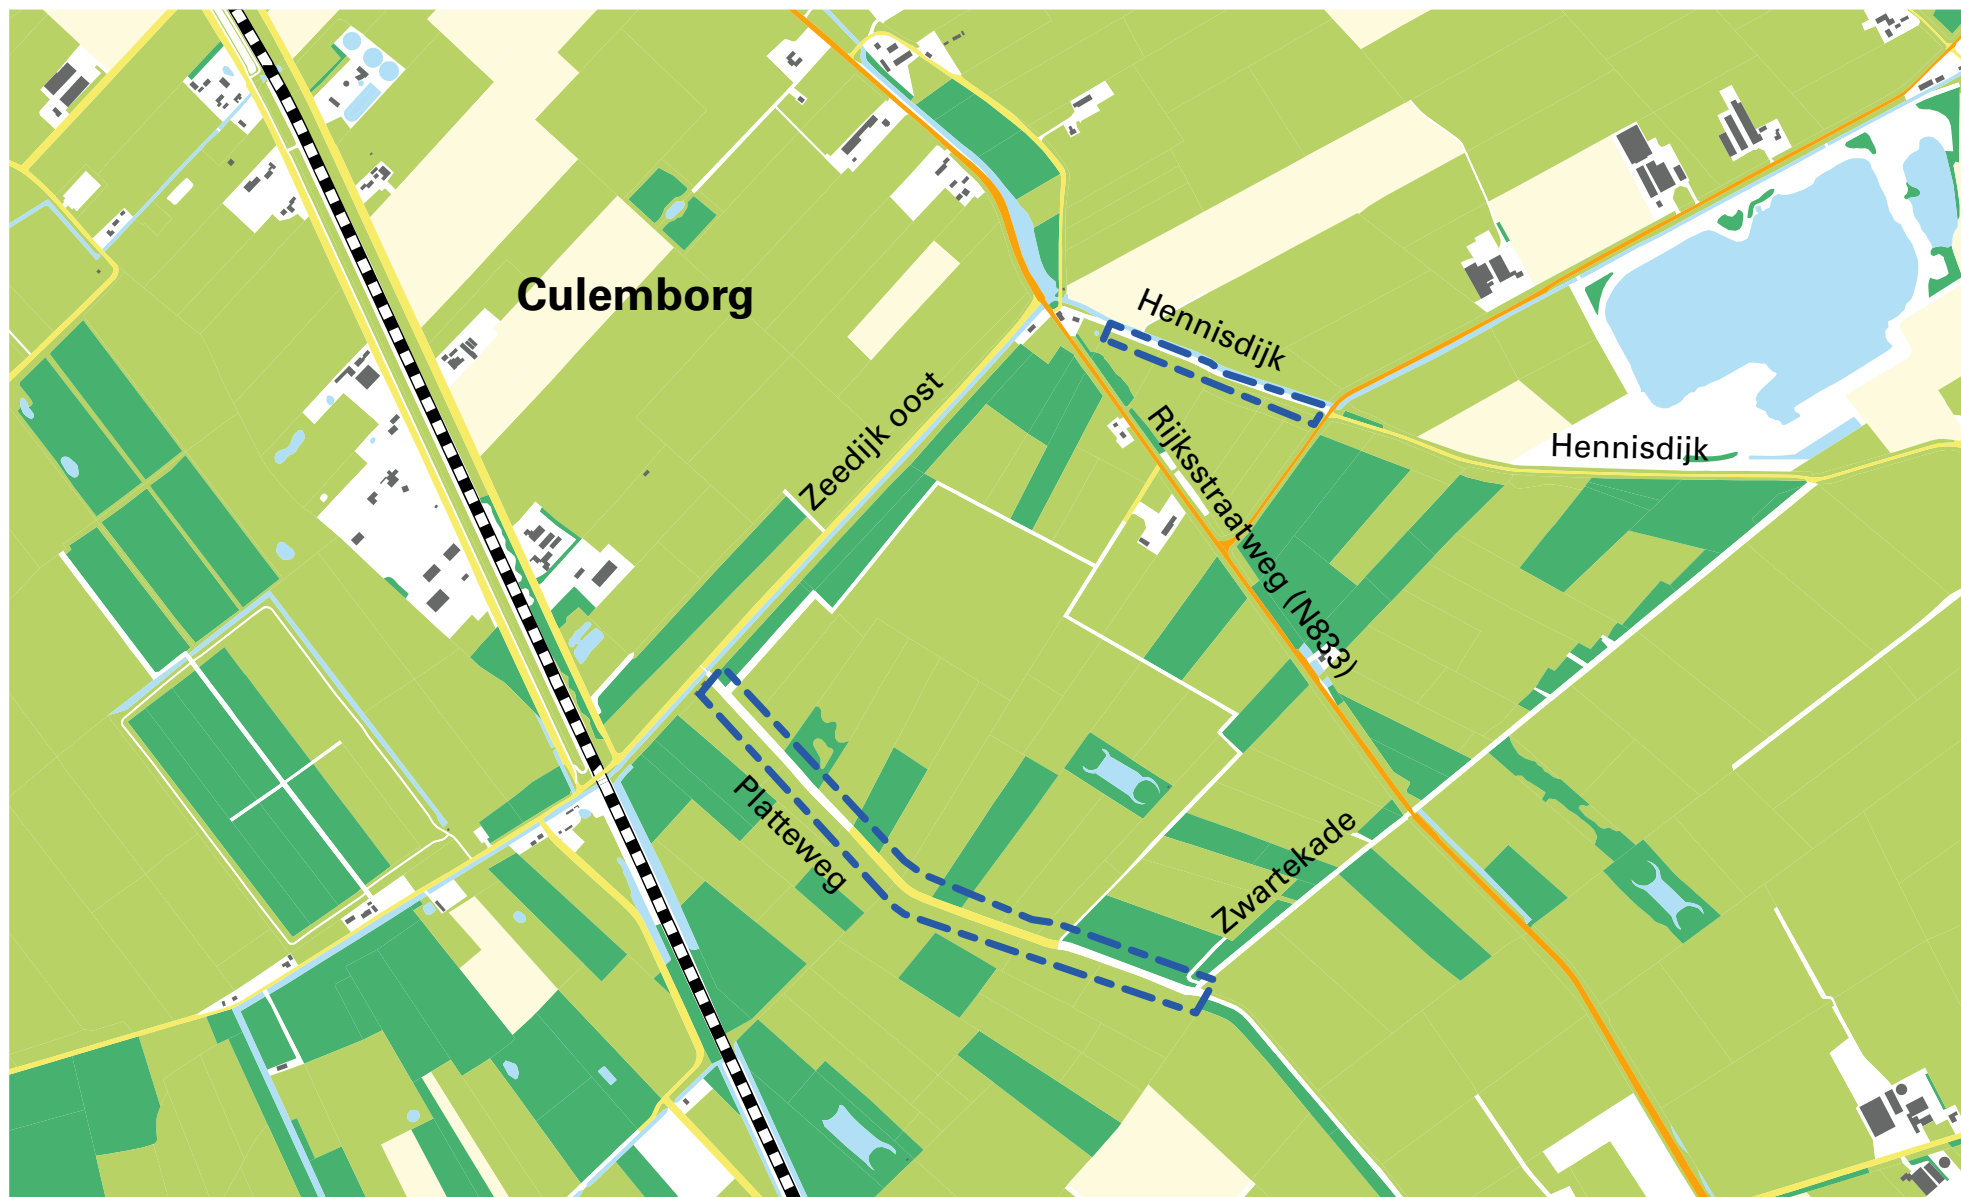 Culemborg
Hennisdijk
Zeedijk oost
Rijksstraatweg (N833)
Hennisdijk
Platteweg
Zwartekade